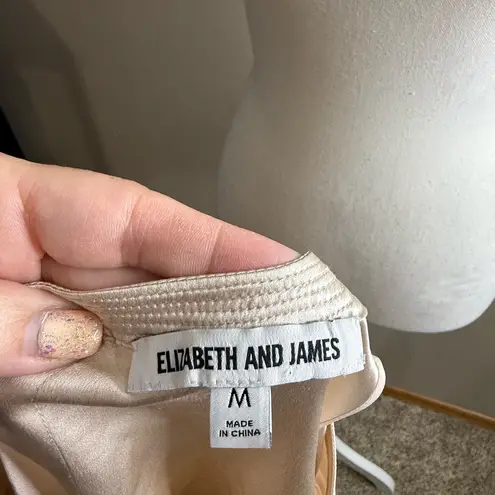 ELIZABETH AND JAMES
M
MADE
IN CHINA